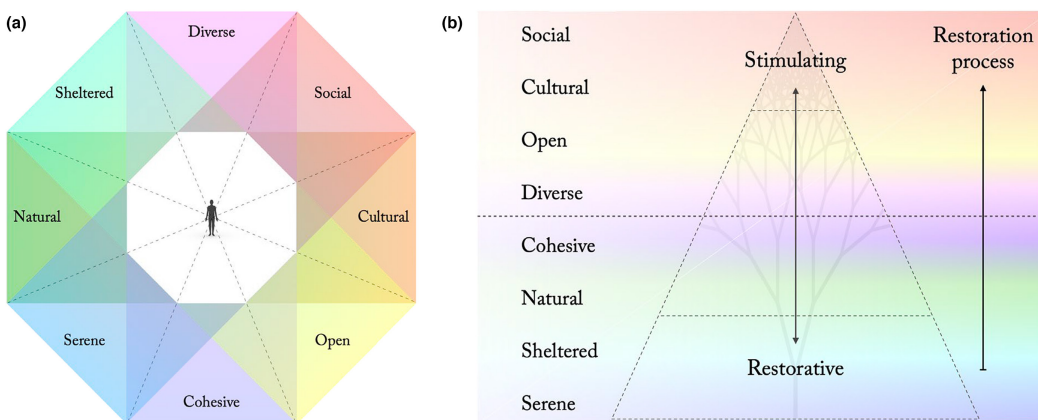 (a)
Diverse
Sheltered
Social
Natural
Cultural
Serene
Open
Cohesive
(b)
Social
Cultural
Open
Diverse
Cohesive
Natural
Sheltered
Serene
Stimulating
Restorative
Restoration
process